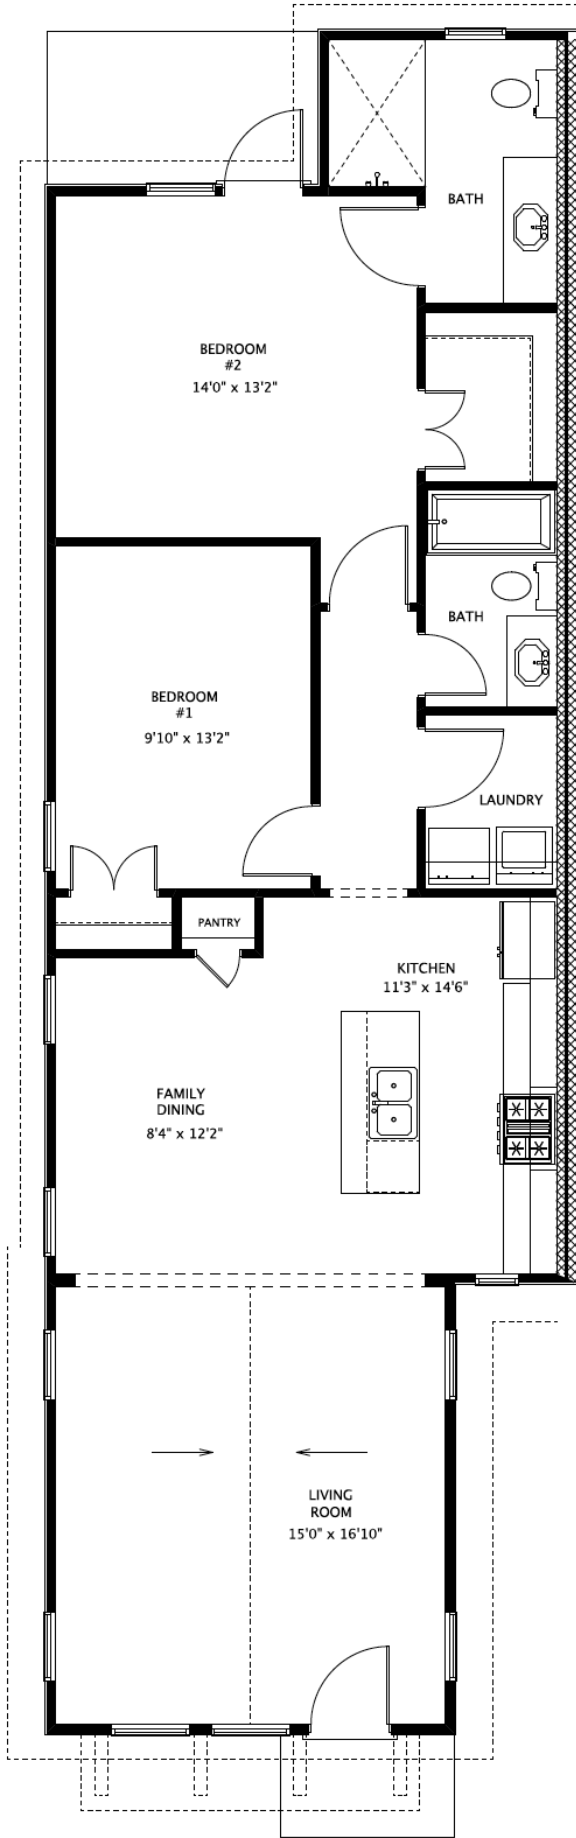 BATH
BEDROOM
#2
14'0" x 13'2"
BATH
BEDROOM
#1
9'10" x 13'2"
LAUNDRY
PANTRY
KITCHEN
11'3" x 14'6"
FAMILY
DINING
8'4" x 12'2"
LIVING
ROOM
15'0" x 16'10"